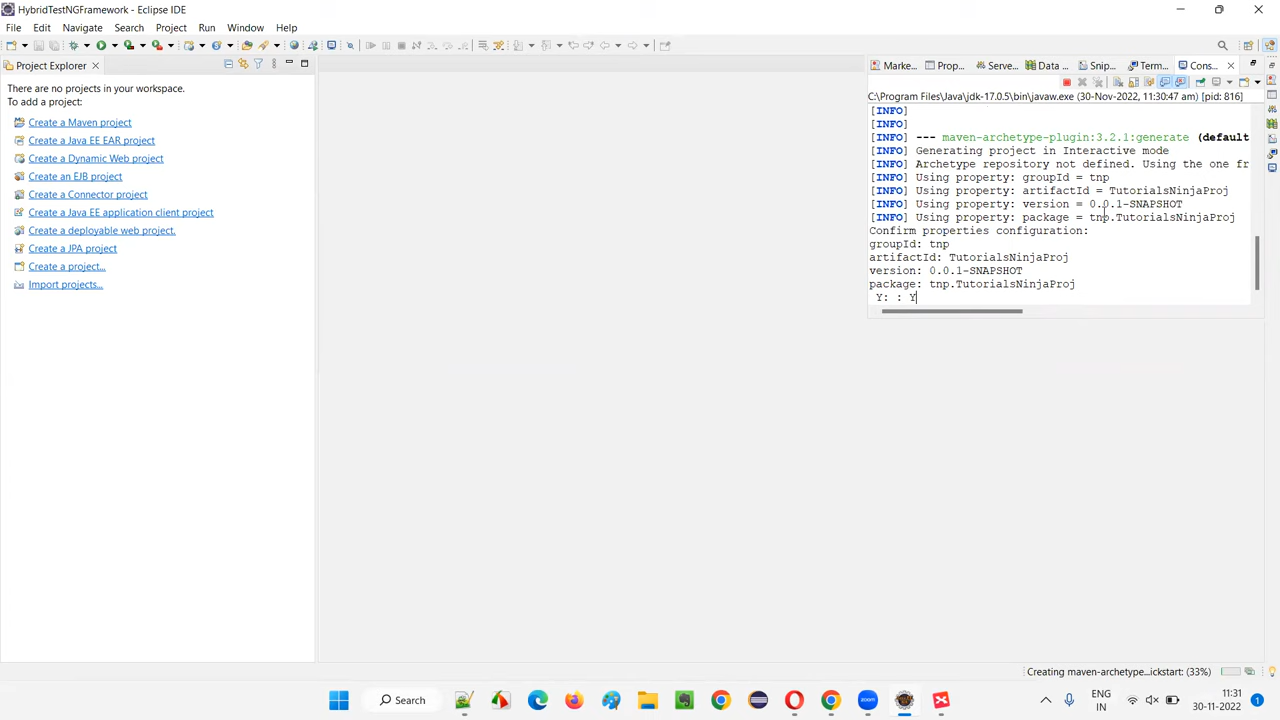 HybridTestNGFramework - Eclipse IDE
File Edit Navigate Search Project Run Window Help
Project Explorer
Marke... Prop... Serve... Data ... Snip... Term... Cons...
There are no projects in your workspace.
To add a project:
Create a Maven project
Create a Java EE EAR project
Create a Dynamic Web project
Create an EJB project
Create a Connector project
Create a Java EE application client project
Create a deployable web project.
Create a JPA project
Create a project...
Import projects...
C:\Program Files\Java\jdk-17.0.5\bin\javaw.exe (30-Nov-2022, 11:30:47 am) [pid: 816]
[INFO]
[INFO]
[INFO] --- maven-archetype-plugin:3.2.1:generate (default
[INFO] Generating project in Interactive mode
[INFO] Archetype repository not defined. Using the one fr
[INFO] Using property: groupId = tnp
[INFO] Using property: artifactId = TutorialsNinjaProj
[INFO] Using property: version = 0.0.1-SNAPSHOT
[INFO] Using property: package = tnp.TutorialsNinjaProj
Confirm properties configuration:
groupId: tnp
artifactId: TutorialsNinjaProj
version: 0.0.1-SNAPSHOT
package: tnp.TutorialsNinjaProj
Y: : Y
Creating maven-archetype...ickstart: (33%)
Search
zoom
ENG
IN
11:31
30-11-2022
1